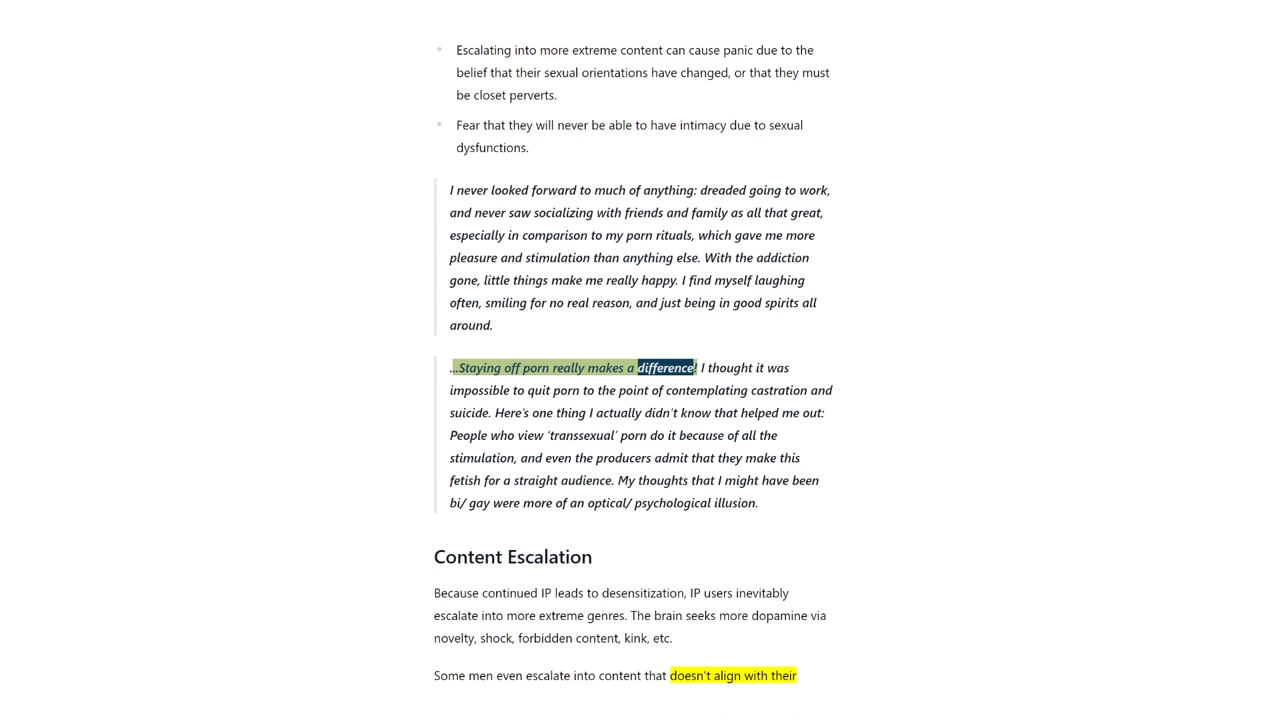 Escalating into more extreme content can cause panic due to the
belief that their sexual orientations have changed, or that they must
be closet perverts.
Fear that they will never be able to have intimacy due to sexual
dysfunctions.
I never looked forward to much of anything: dreaded going to work,
and never saw socializing with friends and family as all that great,
especially in comparison to my porn rituals, which gave me more
pleasure and stimulation than anything else. With the addiction
gone, little things make me really happy. I find myself laughing
often, smiling for no real reason, and just being in good spirits all
around.
...Staying off porn really makes a difference! I thought it was
impossible to quit porn to the point of contemplating castration and
suicide. Here’s one thing I actually didn’t know that helped me out:
People who view ‘transsexual’ porn do it because of all the
stimulation, and even the producers admit that they make this
fetish for a straight audience. My thoughts that I might have been
bi/ gay were more of an optical/ psychological illusion.
Content Escalation
Because continued IP leads to desensitization, IP users inevitably
escalate into more extreme genres. The brain seeks more dopamine via
novelty, shock, forbidden content, kink, etc.
Some men even escalate into content that doesn't align with their